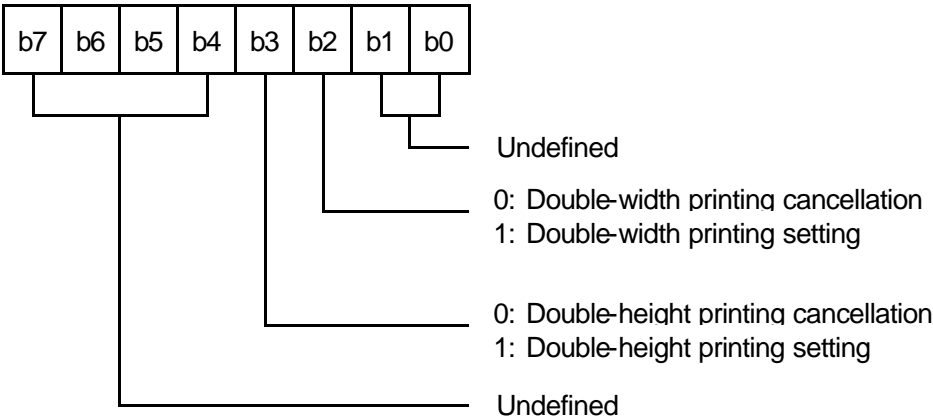 b7 b6 b5 b4 b3 b2 b1 b0
Undefined
0: Double-width printing cancellation
1: Double-width printing setting
0: Double-height printing cancellation
1: Double-height printing setting
Undefined